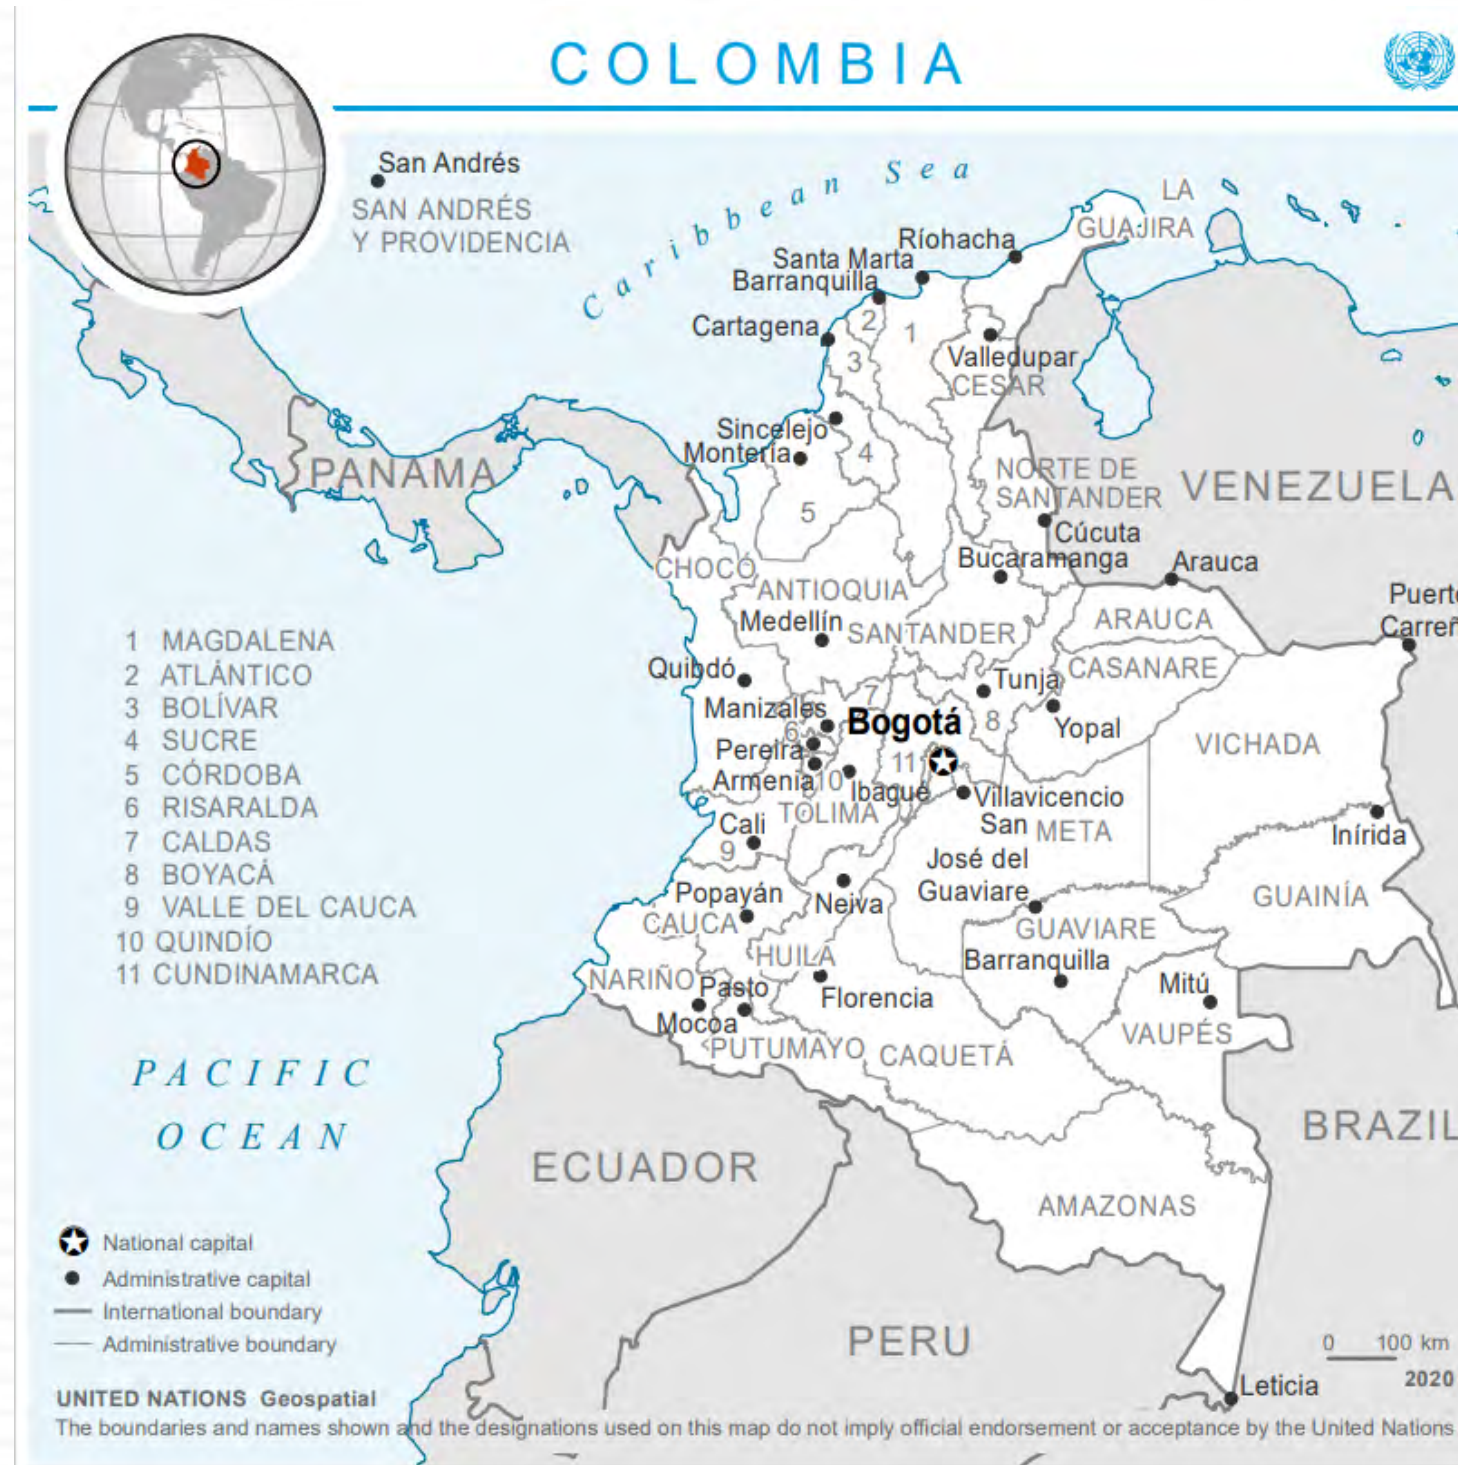 COLOMBIA
San Andrés
SAN ANDRÉS
Y PROVIDENCIA
Caribbean Sea
LA
GUAJIRA
Ríohacha
Santa Marta
Barranquilla
Cartagena
2
1
3
Valledupar
CESAR
Sincelejo
Montería
4
5
PANAMA
NORTE DE
SANTANDER
VENEZUELA
Cúcuta
Bucaramanga
Arauca
CHOCÓ
ANTIOQUIA
Medellín
SANTANDER
ARAUCA
Puerto
Carreñ
1 MAGDALENA
2 ATLÁNTICO
3 BOLÍVAR
4 SUCRE
5 CÓRDOBA
6 RISARALDA
7 CALDAS
8 BOYACÁ
9 VALLE DEL CAUCA
10 QUINDÍO
11 CUNDINAMARCA
Quibdó
Tunja
CASANARE
7
Manizales
Bogotá
8
Yopal
6
Pereira
11
VICHADA
Armenia
10
Ibagué
Villavicencio
TOLIMA
Cali
9
San
José del
Guaviare
META
Inírida
Popayán
CAUCA
Neiva
GUAINÍA
GUAVIARE
HUILA
Barranquilla
NARIÑO
Pasto
Florencia
Mitú
Mocoa
VAUPÉS
PUTUMAYO
CAQUETÁ
PACIFIC
OCEAN
BRAZIL
ECUADOR
AMAZONAS
National capital
Administrative capital
International boundary
Administrative boundary
PERU
0 100 km
2020
Leticia
UNITED NATIONS Geospatial
The boundaries and names shown and the designations used on this map do not imply official endorsement or acceptance by the United Nations